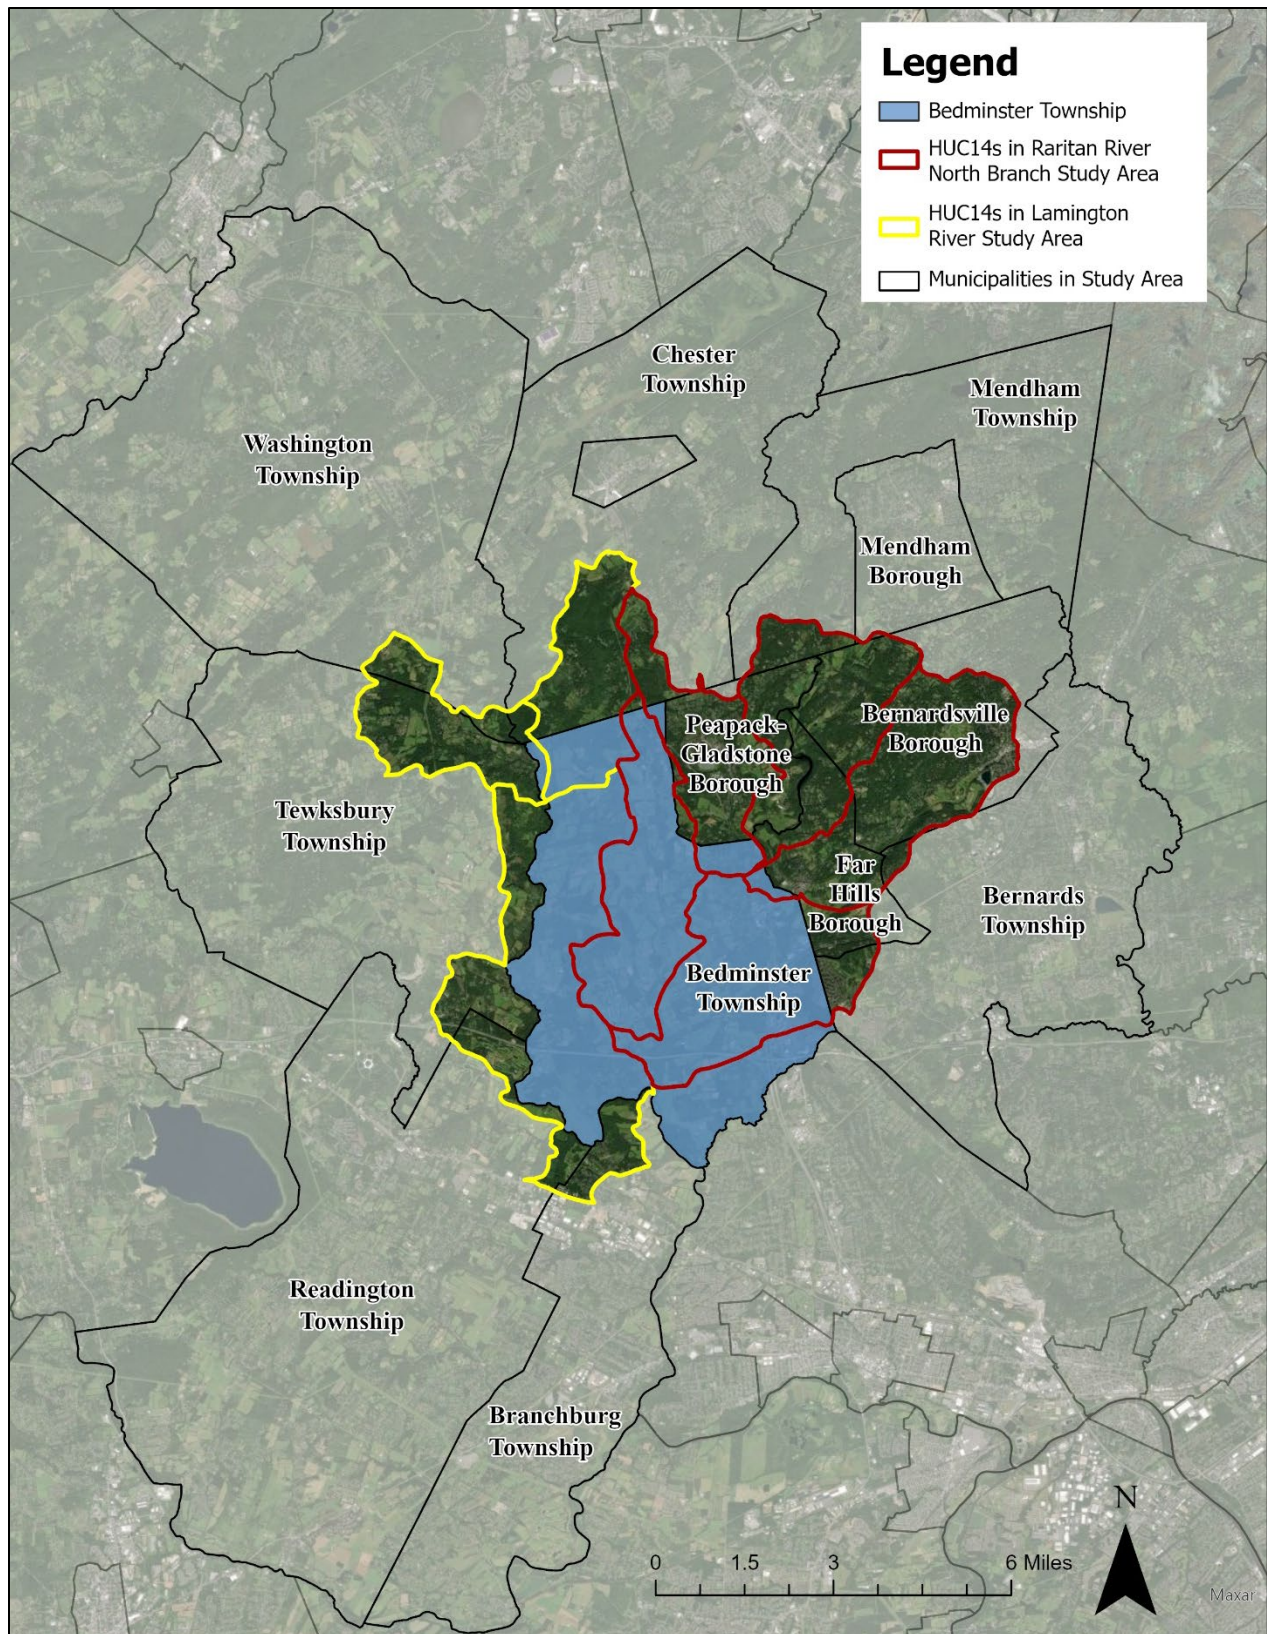 Legend
Bedminster Township
HUC14s in Raritan River
North Branch Study Area
HUC14s in Lamington
River Study Area
Municipalities in Study Area
Chester
Township
Mendham
Township
Washington
Township
Mendham
Borough
Peapack-
Gladstone
Borough
Bernardsville
Borough
Tewksbury
Township
Far
Hills
Borough
Bernards
Township
Bedminster
Township
Readington
Township
Branchburg
Township
N
0 1.5 3 6 Miles
Maxar